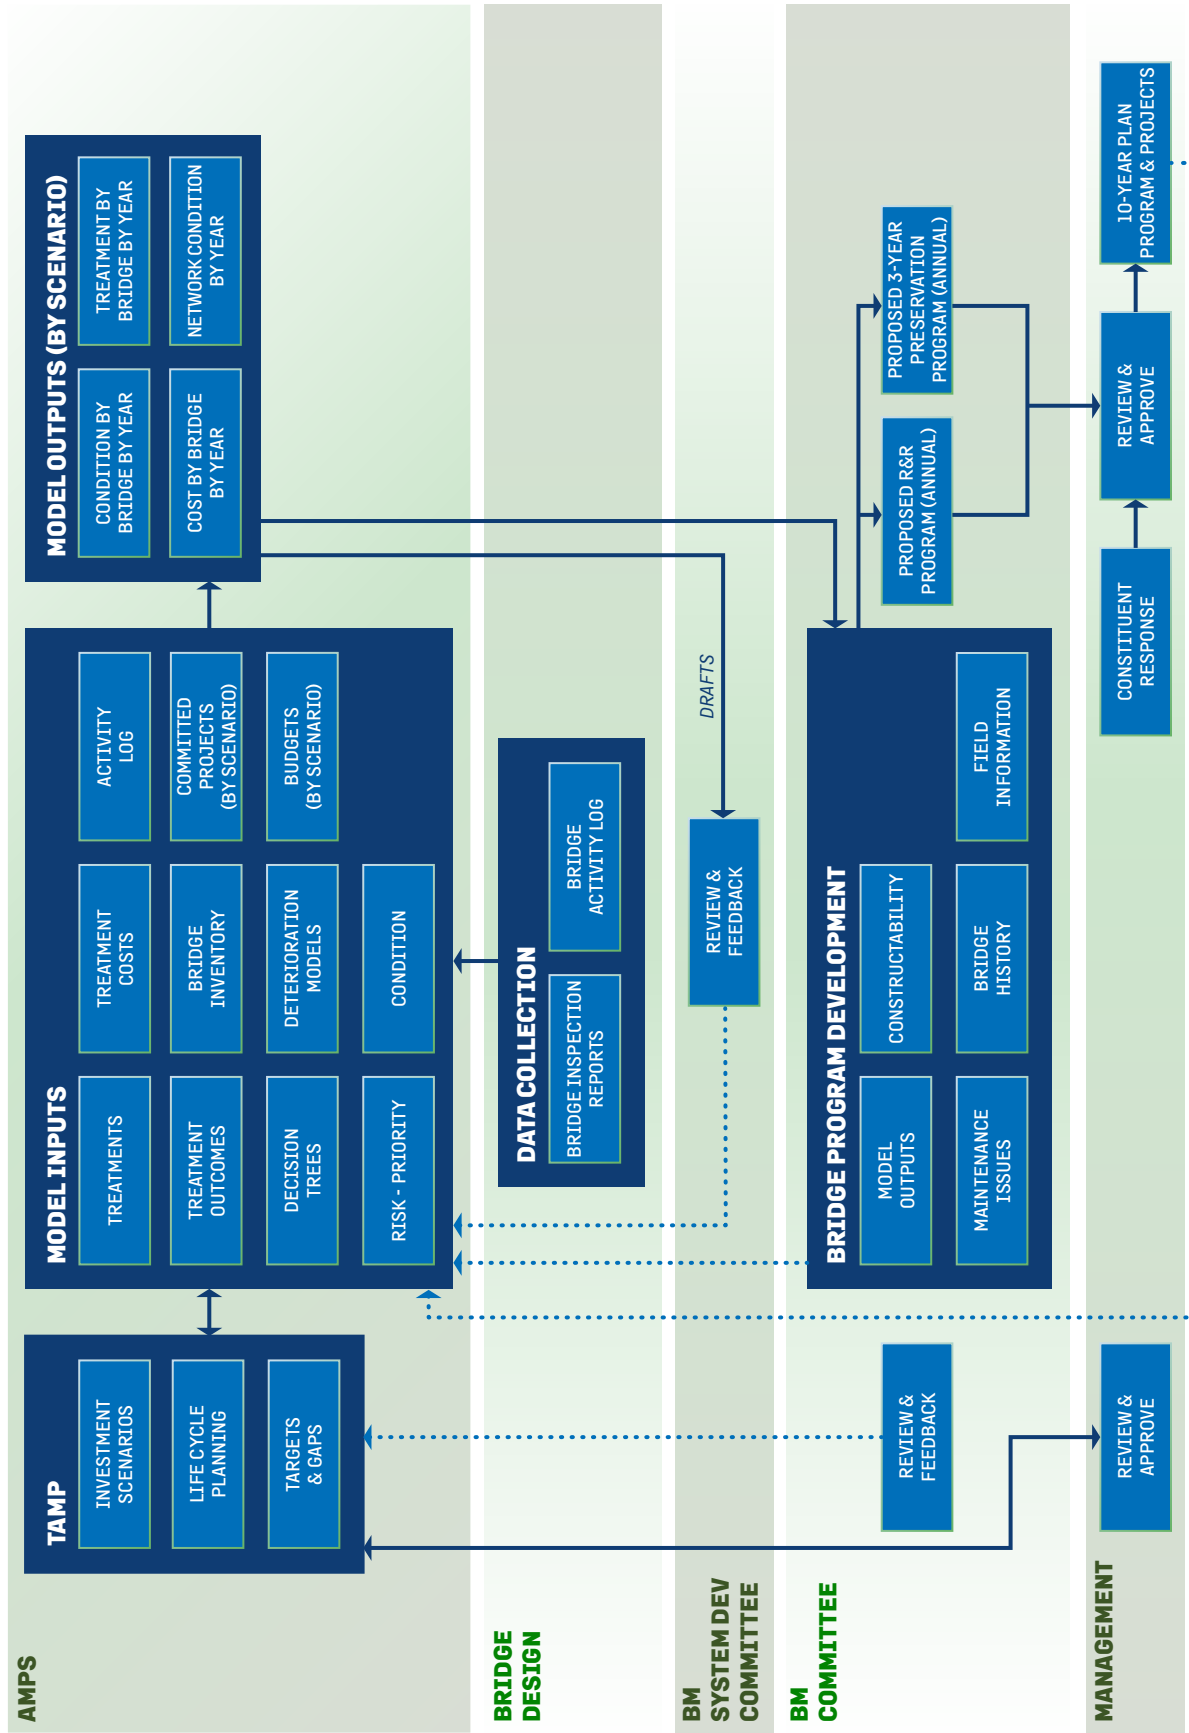 AMPS
TAMP
INVESTMENT
SCENARIOS
LIFE CYCLE
PLANNING
TARGETS
& GAPS
MODEL INPUTS
TREATMENTS
TREATMENT
COSTS
ACTIVITY
LOG
TREATMENT
OUTCOMES
BRIDGE
INVENTORY
COMMITTED
PROJECTS
(BY SCENARIO)
DECISION
TREES
DETERIORATION
MODELS
BUDGETS
(BY SCENARIO)
RISK - PRIORITY
CONDITION
MODEL OUTPUTS (BY SCENARIO)
CONDITION BY
BRIDGE BY YEAR
TREATMENT BY
BRIDGE BY YEAR
COST BY BRIDGE
BY YEAR
NETWORK CONDITION
BY YEAR
BRIDGE
DESIGN
DATA COLLECTION
BRIDGE INSPECTION
REPORTS
BRIDGE
ACTIVITY LOG
BM
SYSTEM DEV
COMMITTEE
REVIEW &
FEEDBACK
DRAFTS
BM
COMMITTEE
REVIEW &
FEEDBACK
BRIDGE PROGRAM DEVELOPMENT
MODEL
OUTPUTS
CONSTRUCTABILITY
MAINTENANCE
ISSUES
BRIDGE
HISTORY
FIELD
INFORMATION
PROPOSED R&R
PROGRAM (ANNUAL)
PROPOSED 3-YEAR
PRESERVATION
PROGRAM (ANNUAL)
MANAGEMENT
REVIEW &
APPROVE
CONSTITUENT
RESPONSE
REVIEW &
APPROVE
10-YEAR PLAN
PROGRAM & PROJECTS